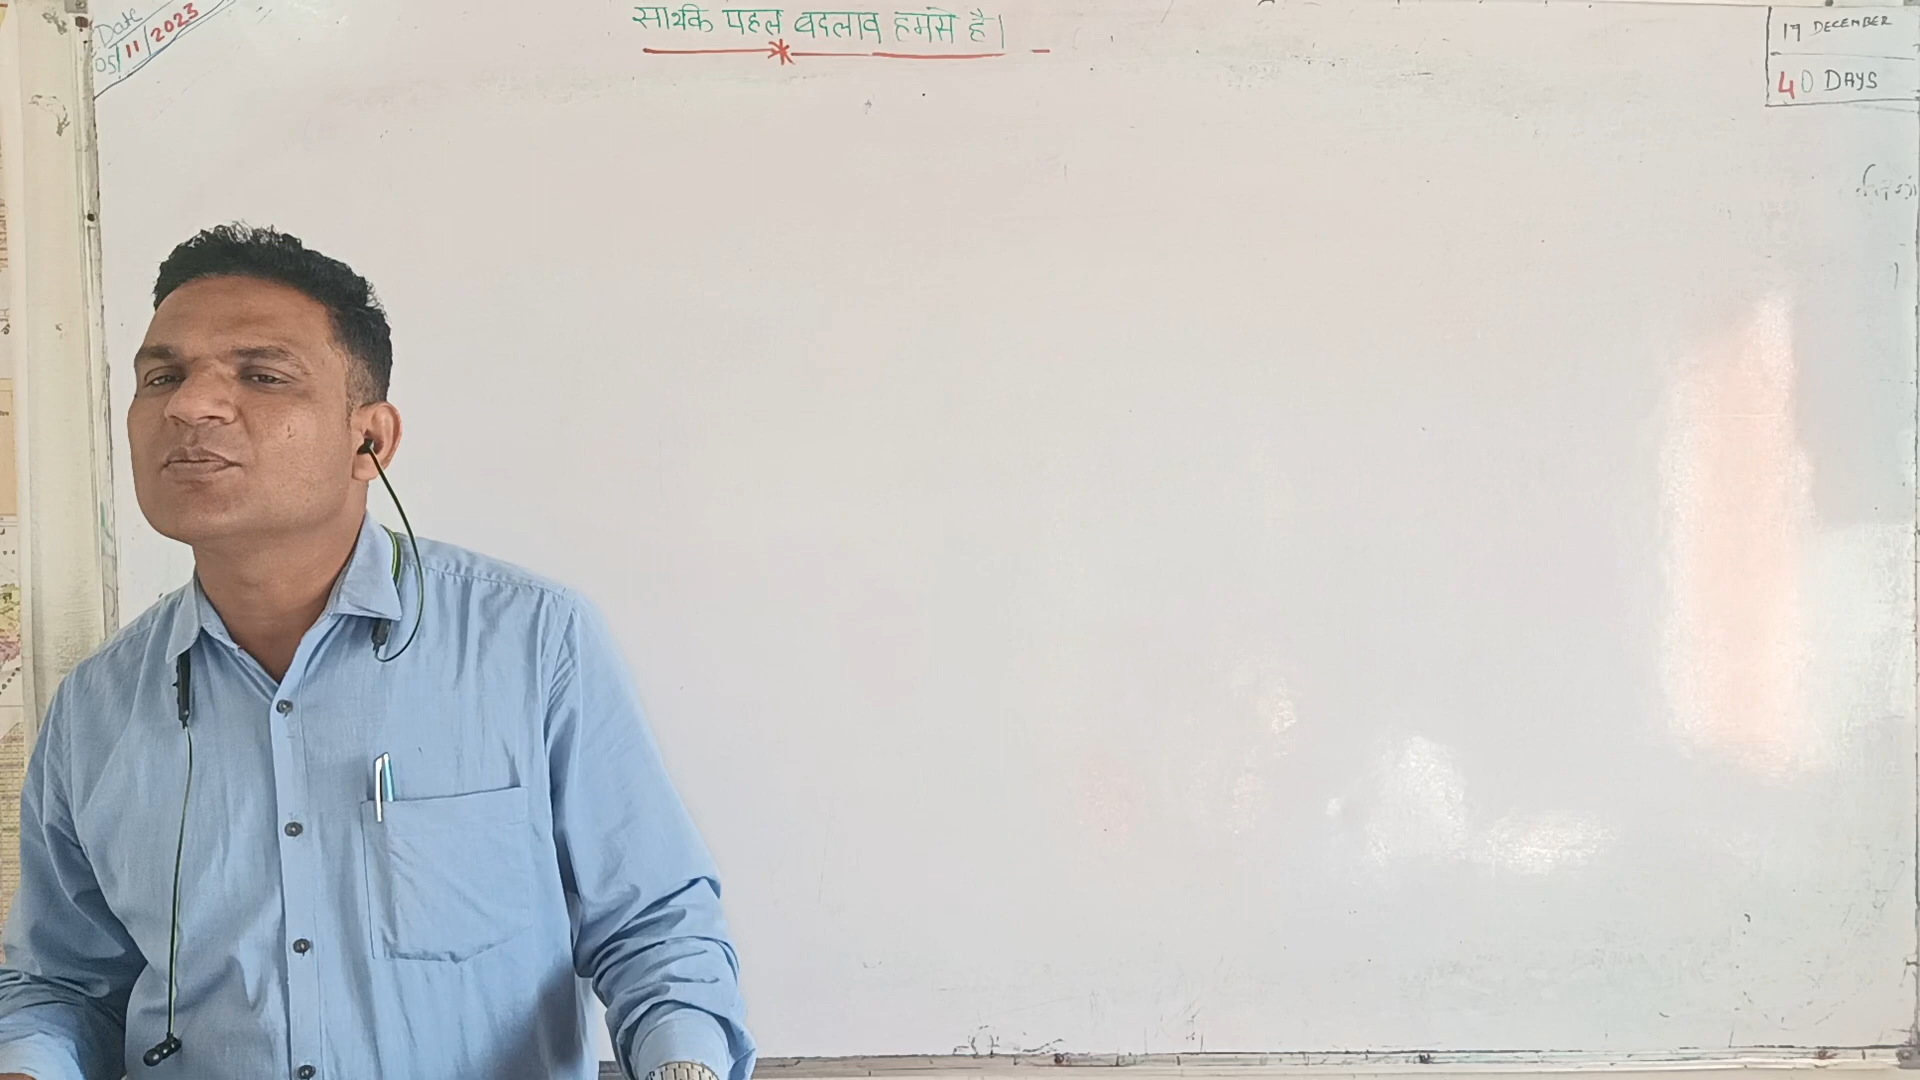 Date
05/11/2023
सार्थक पहल बदलाव हमसे है।
17 DECEMBER
40 DAYS